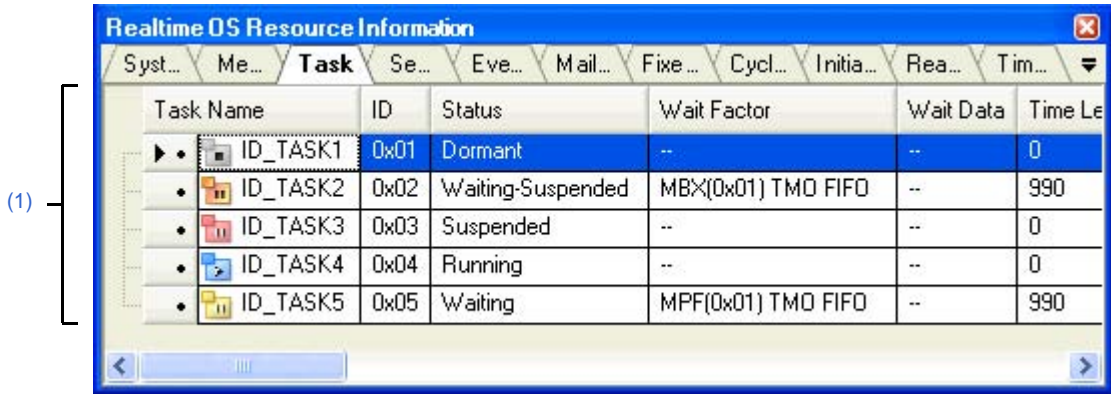 Realtime OS Resource Information
Syst... Me... Task Se... Eve... Mail... Fixe... Cycl... Initia... Rea... Tim...
Task Name ID Status Wait Factor Wait Data Time Le
(1)
ID_TASK1 0x01 Dormant -- -- 0
ID_TASK2 0x02 Waiting-Suspended MBX(0x01) TMO FIFO -- 990
ID_TASK3 0x03 Suspended -- -- 0
ID_TASK4 0x04 Running -- -- 0
ID_TASK5 0x05 Waiting MPF(0x01) TMO FIFO -- 990